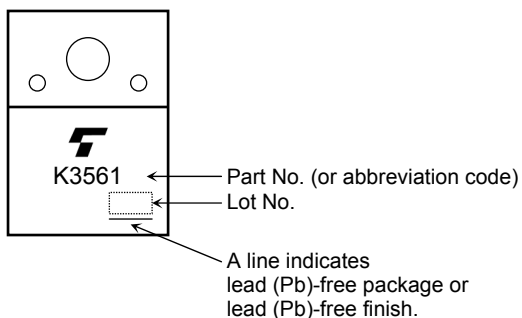 K3561
Part No. (or abbreviation code)
Lot No.
A line indicates
lead (Pb)-free package or
lead (Pb)-free finish.